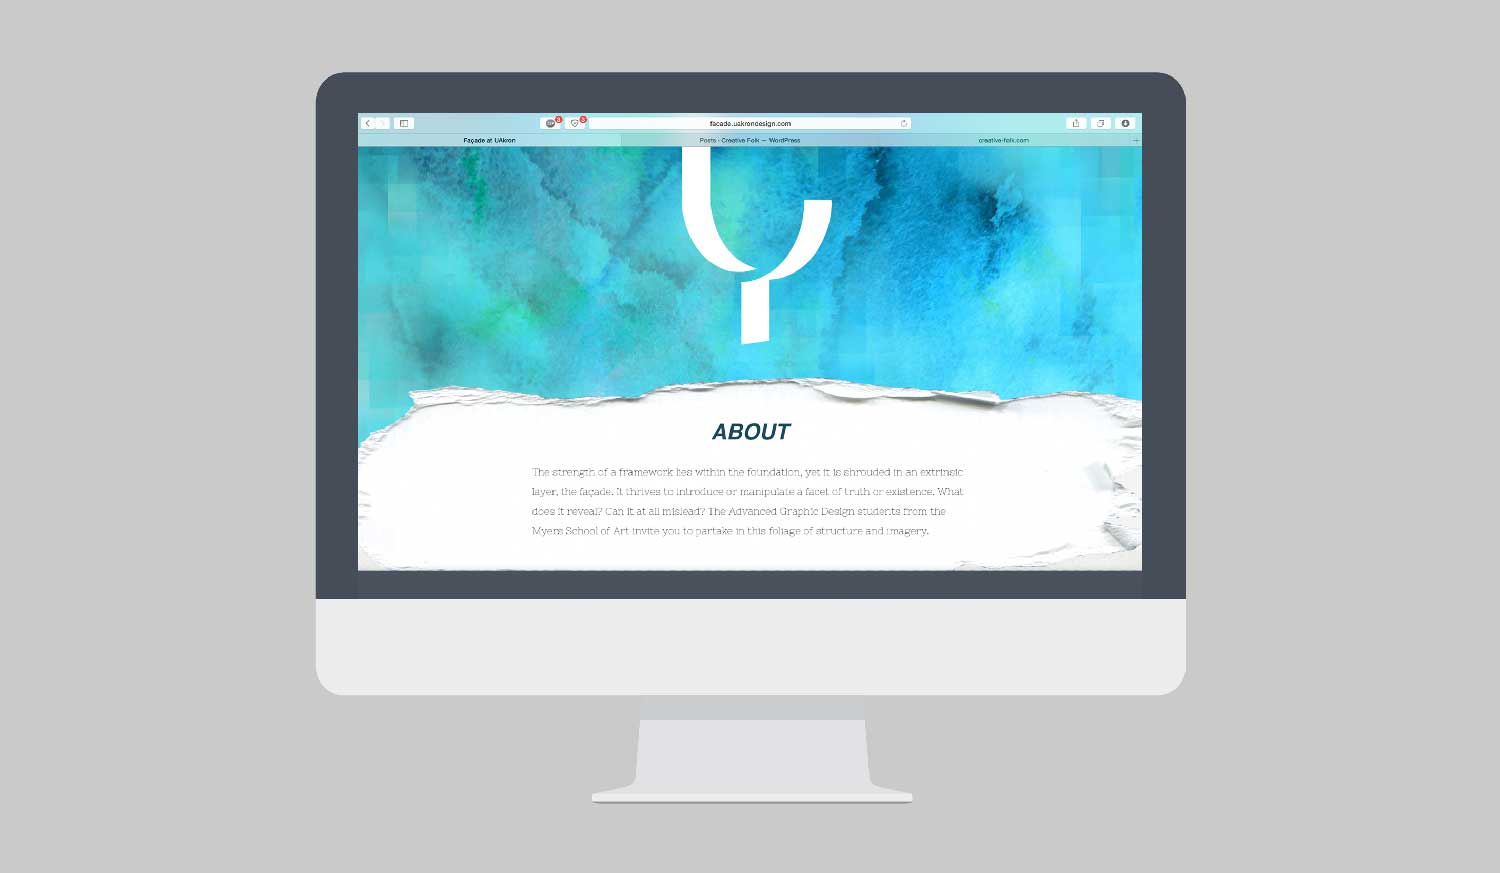 facade.uakrondesign.com
Façade at UAkron
Posts ‹ Creative Folk — WordPress
creative-folk.com
ABOUT
The strength of a framework lies within the foundation, yet it is shrouded in an extrinsic
layer, the façade. It thrives to introduce or manipulate a facet of truth or existence. What
does it reveal? Can it at all mislead? The Advanced Graphic Design students from the
Myers School of Art invite you to partake in this foliage of structure and imagery.